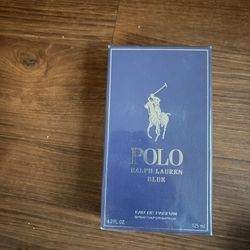 POLO
RALPH LAUREN
BLUE
EAU DE PARFUM
4.2 FL. OZ. 125 ml